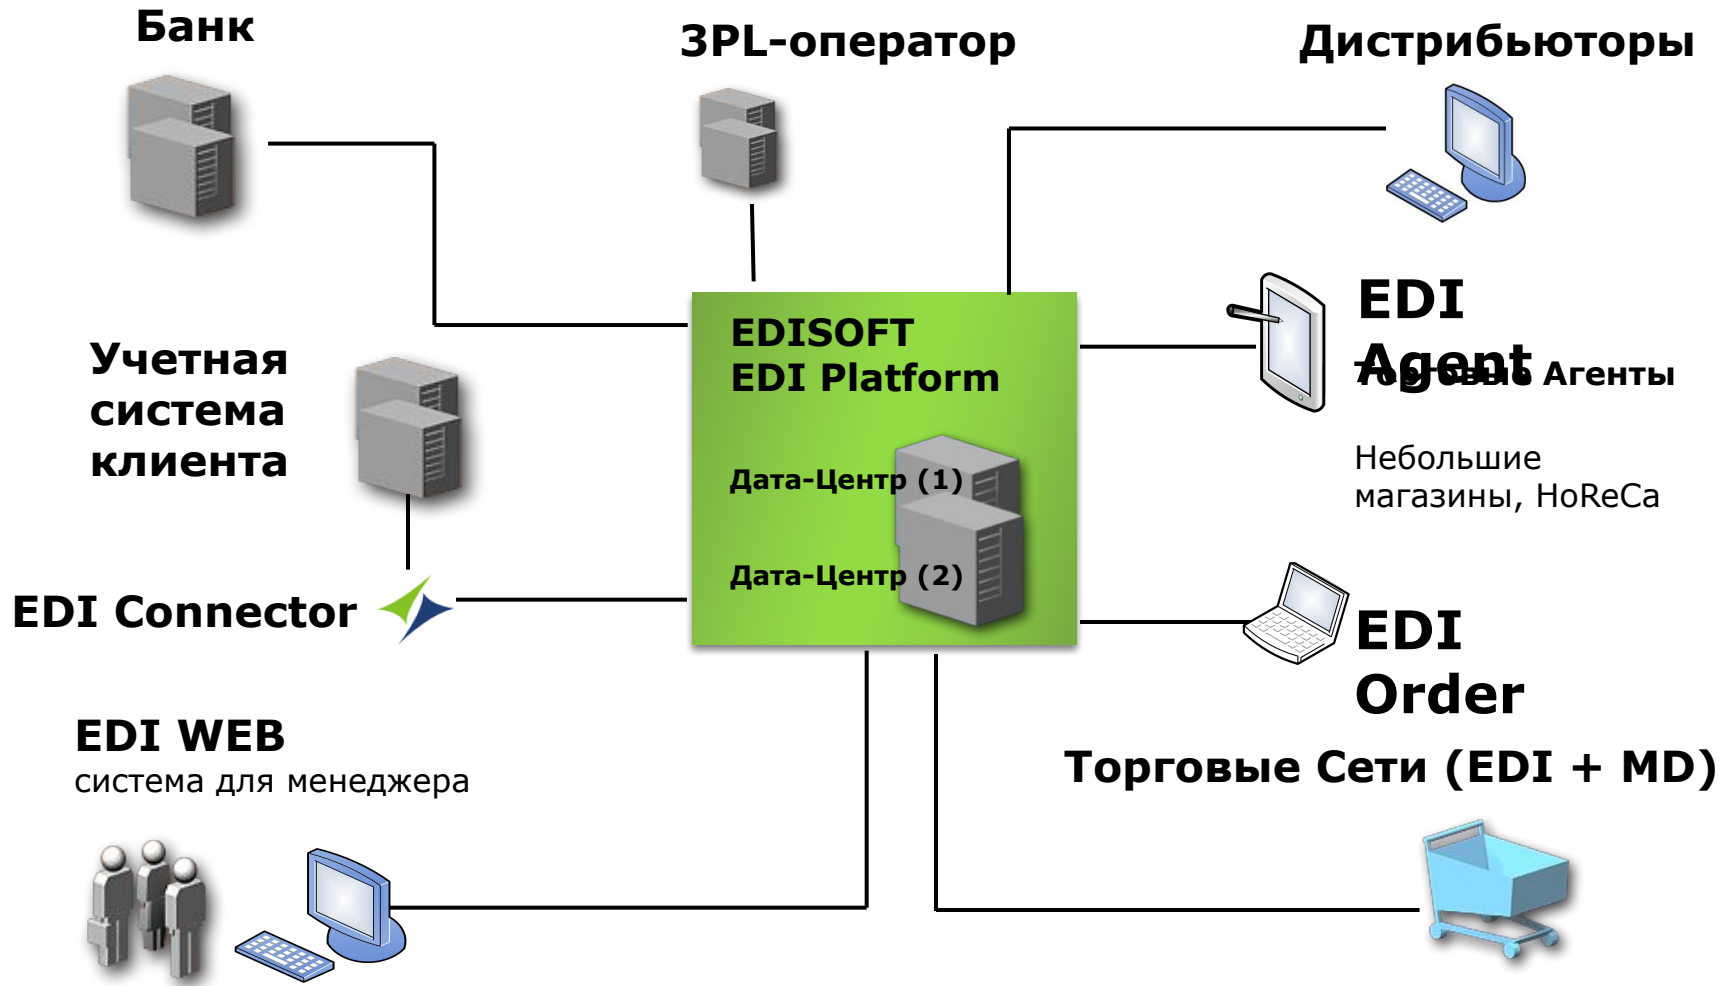 Банк
3PL-оператор
Дистрибьюторы
EDISOFT
EDI Platform
Дата-Центр (1)
Дата-Центр (2)
Учетная
система
клиента
EDI Connector
EDI WEB
система для менеджера
EDI
Agent
Торговые Агенты
Небольшие
магазины, HoReCa
EDI
Order
Торговые Сети (EDI + MD)